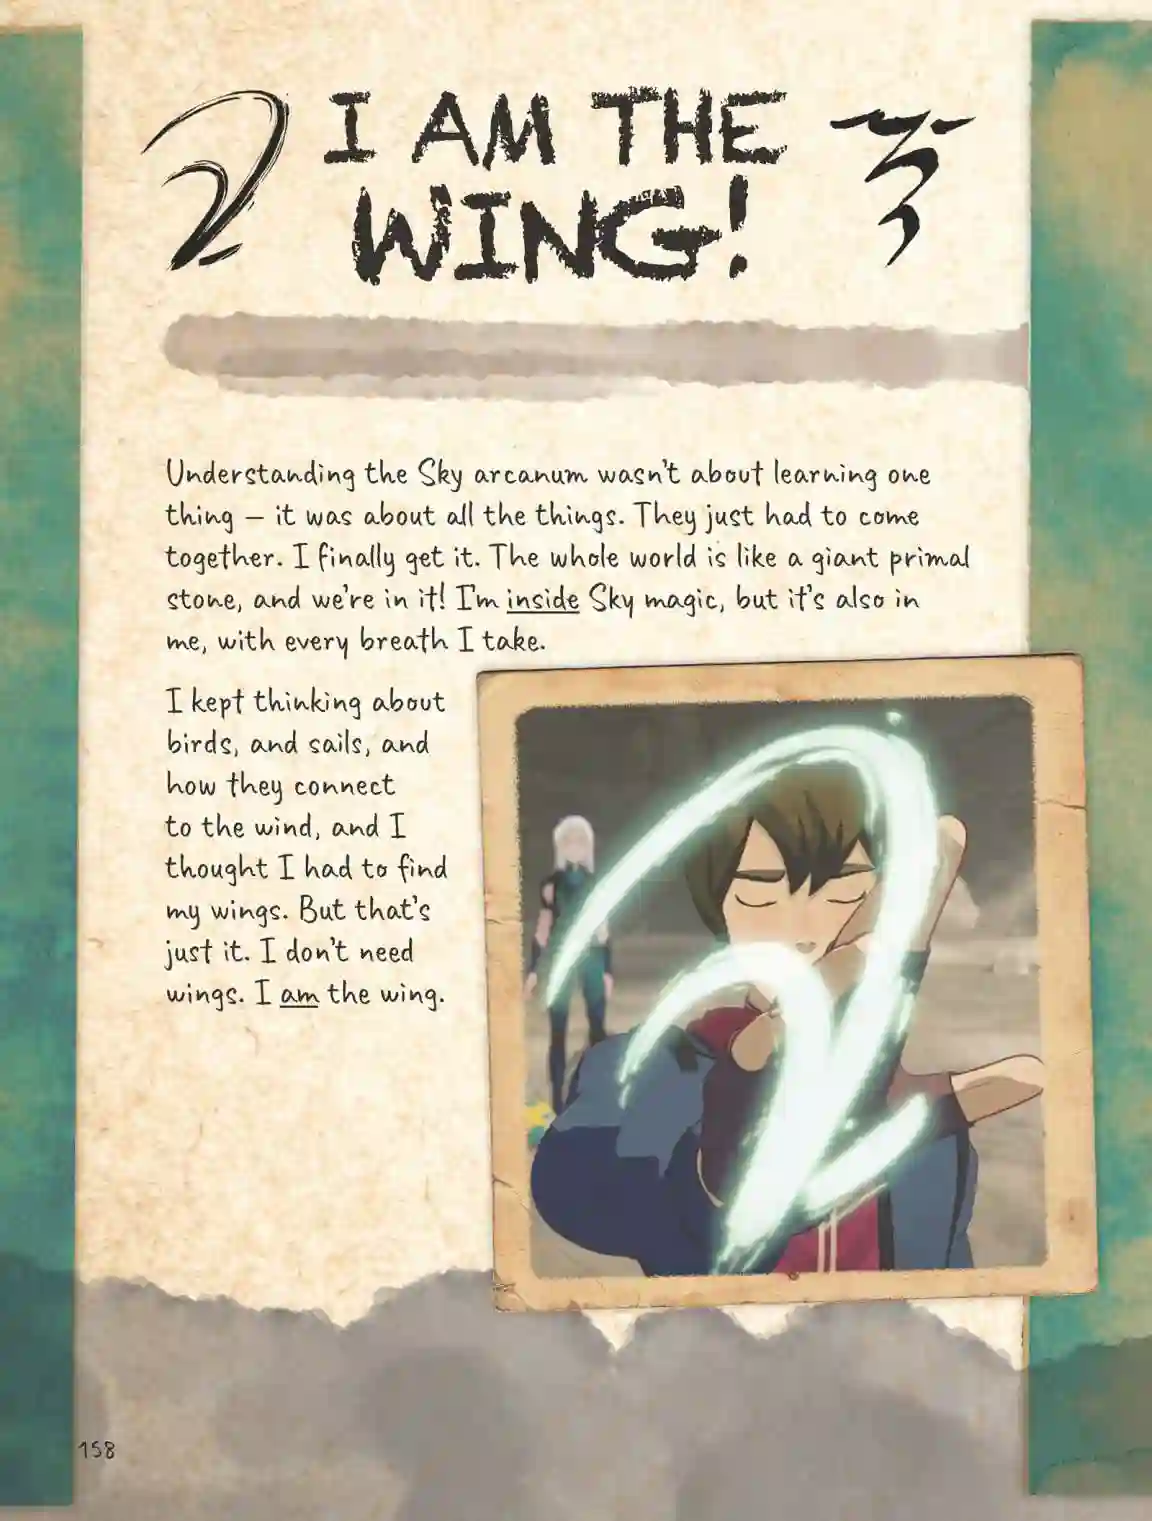 I AM THE
WING!
Understanding the Sky arcanum wasn't about learning one
thing – it was about all the things. They just had to come
together. I finally get it. The whole world is like a giant primal
stone, and we're in it! I'm inside Sky magic, but it's also in
me, with every breath I take.
I kept thinking about
birds, and sails, and
how they connect
to the wind, and I
thought I had to find
my wings. But that's
just it. I don't need
wings. I am the wing.
158